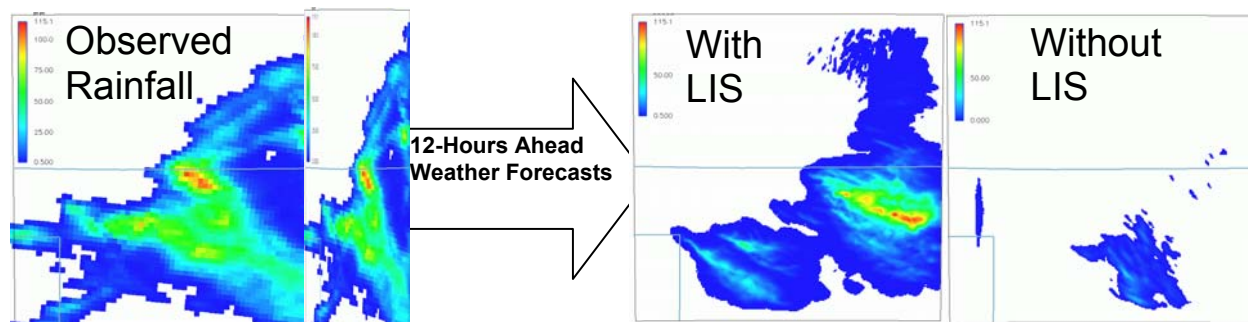 115.1
100.0
75.00
50.00
25.00
0.500
Observed
Rainfall
12-Hours Ahead
Weather Forecasts
115.1
50.00
0.500
With
LIS
115.1
50.00
0.000
Without
LIS